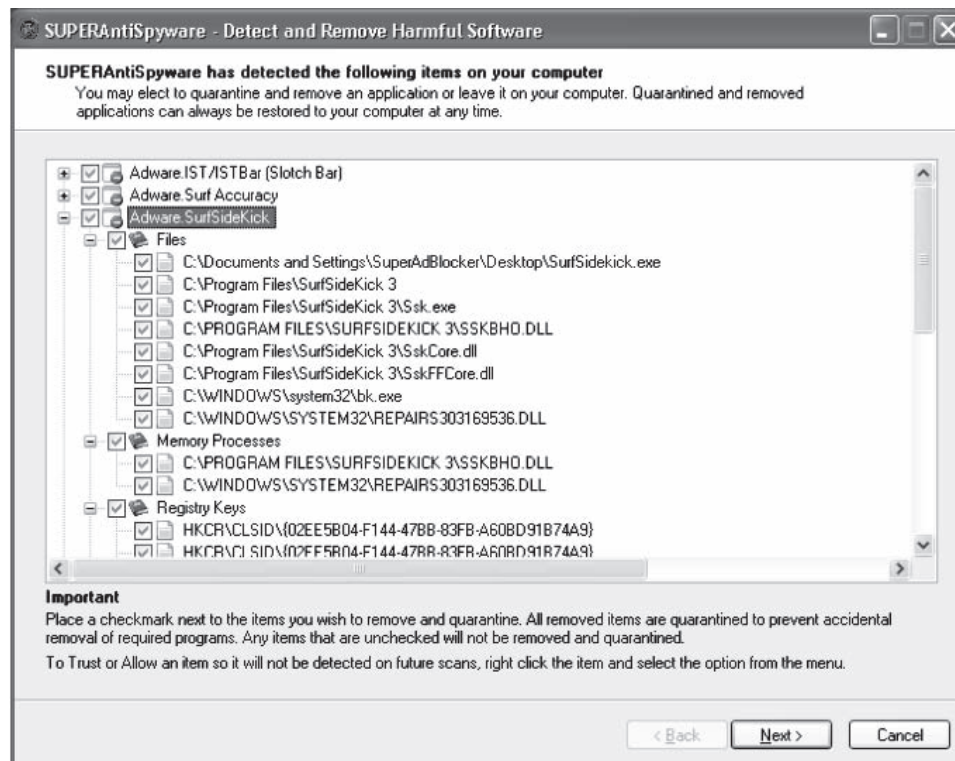 SUPERAntiSpyware - Detect and Remove Harmful Software
SUPERAntiSpyware has detected the following items on your computer
You may elect to quarantine and remove an application or leave it on your computer. Quarantined and removed
applications can always be restored to your computer at any time.
Adware.IST/ISTBar (Slotch Bar)
Adware.Surf Accuracy
Adware.SurfSideKick
Files
C:\Documents and Settings\SuperAdBlocker\Desktop\SurfSidekick.exe
C:\Program Files\SurfSideKick 3
C:\Program Files\SurfSideKick 3\Ssk.exe
C:\PROGRAM FILES\SURFSIDEKICK 3\SSKBHO.DLL
C:\Program Files\SurfSideKick 3\SskCore.dll
C:\Program Files\SurfSideKick 3\SskFFCore.dll
C:\WINDOWS\system32\bk.exe
C:\WINDOWS\SYSTEM32\REPAIRS303169536.DLL
Memory Processes
C:\PROGRAM FILES\SURFSIDEKICK 3\SSKBHO.DLL
C:\WINDOWS\SYSTEM32\REPAIRS303169536.DLL
Registry Keys
HKCR\CLSID\{02EE5B04-F144-47BB-83FB-A60BD91B74A9}
HKCR\CLSID\{02EE5B04-F144-47BB-83FB-A60BD91B74A9}
Important
Place a checkmark next to the items you wish to remove and quarantine. All removed items are quarantined to prevent accidental
removal of required programs. Any items that are unchecked will not be removed and quarantined.
To Trust or Allow an item so it will not be detected on future scans, right click the item and select the option from the menu.
< Back Next > Cancel